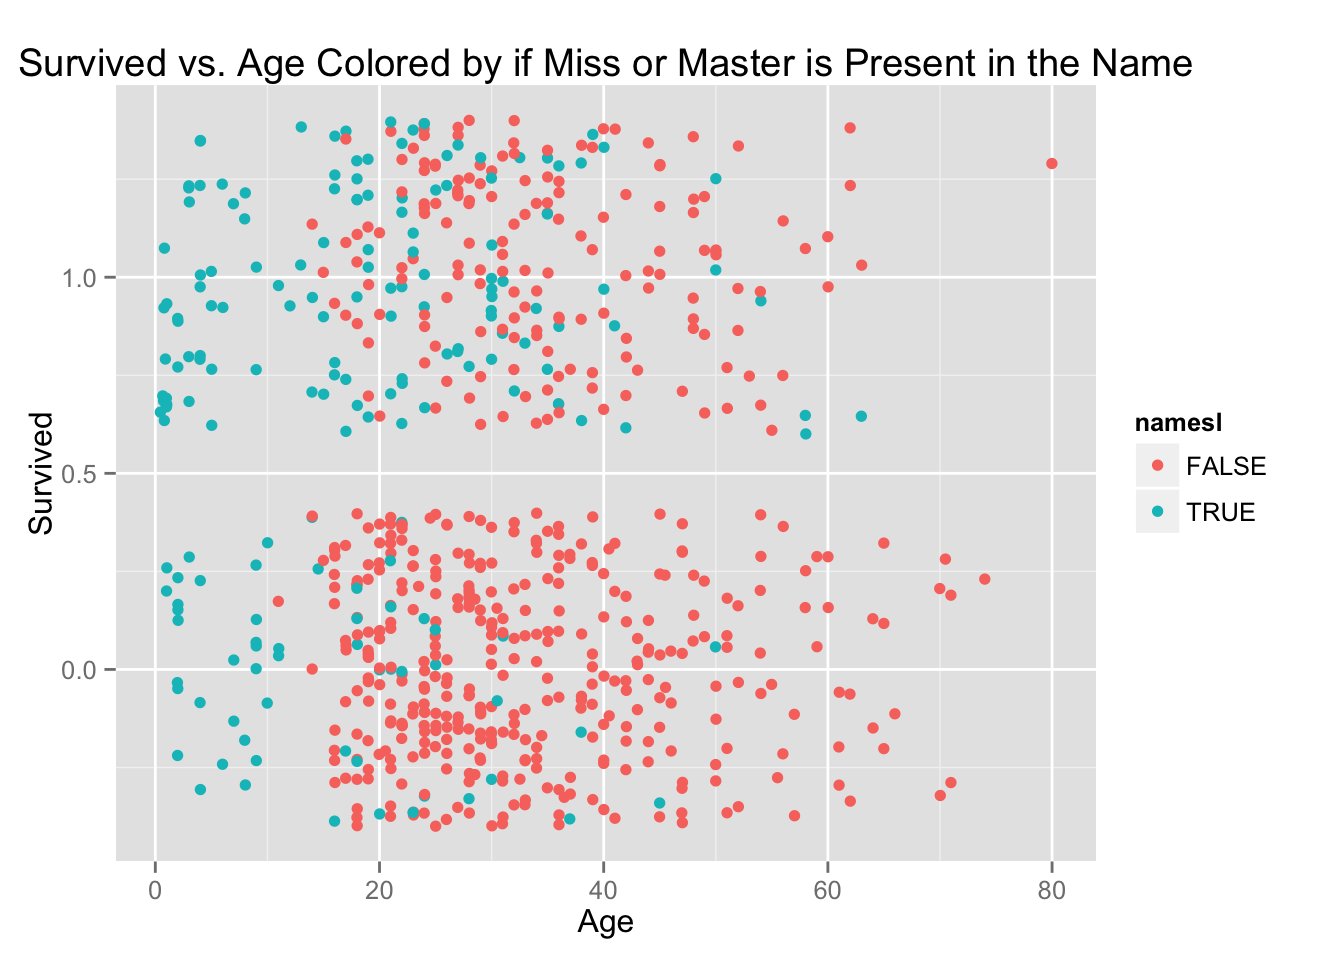 Survived vs. Age Colored by if Miss or Master is Present in the Name
1.0
0.5
0.0
Survived
0 20 40 60 80
Age
namesl
FALSE
TRUE